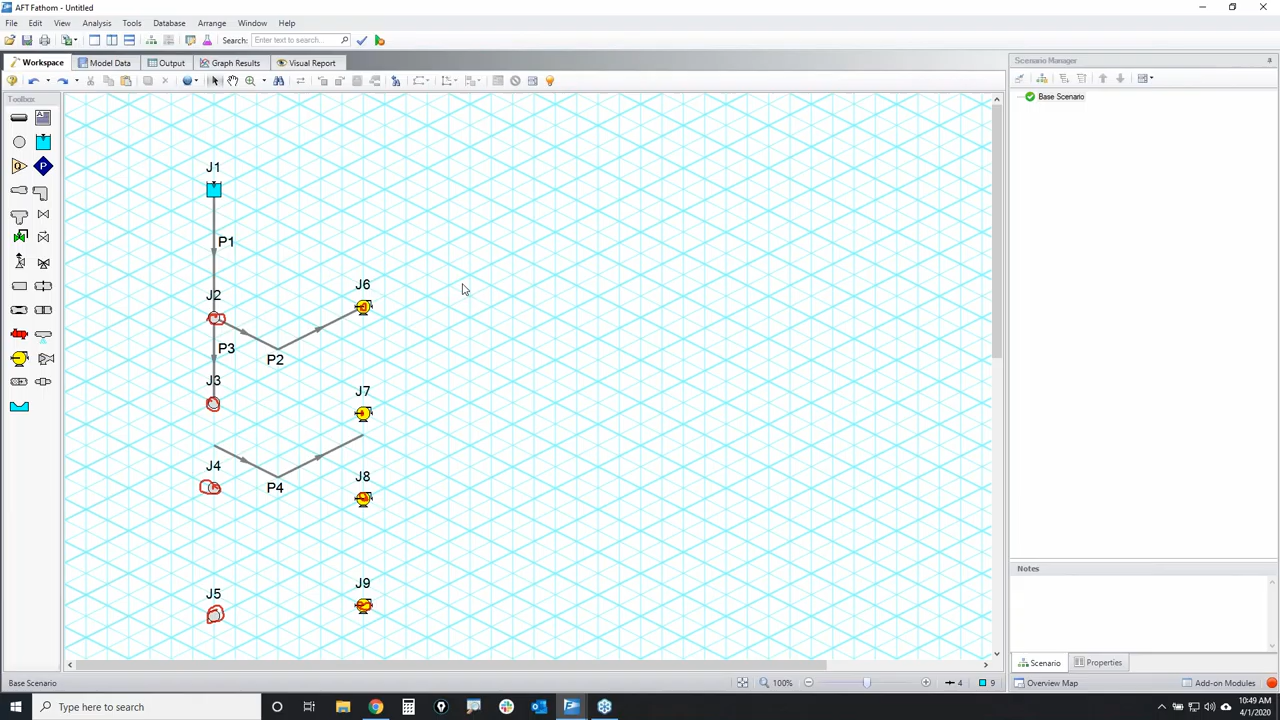 AFT Fathom - Untitled
File Edit View Analysis Tools Database Arrange Window Help
Search: Enter text to search...
Workspace Model Data Output Graph Results Visual Report
Scenario Manager
Toolbox
Base Scenario
J1
P1
J6
J2
P3
P2
J3
J7
J4
J8
P4
J9
J5
Notes
Scenario Properties
Base Scenario 100% 4 9 Overview Map Add-on Modules
Type here to search
10:49 AM
4/1/2020